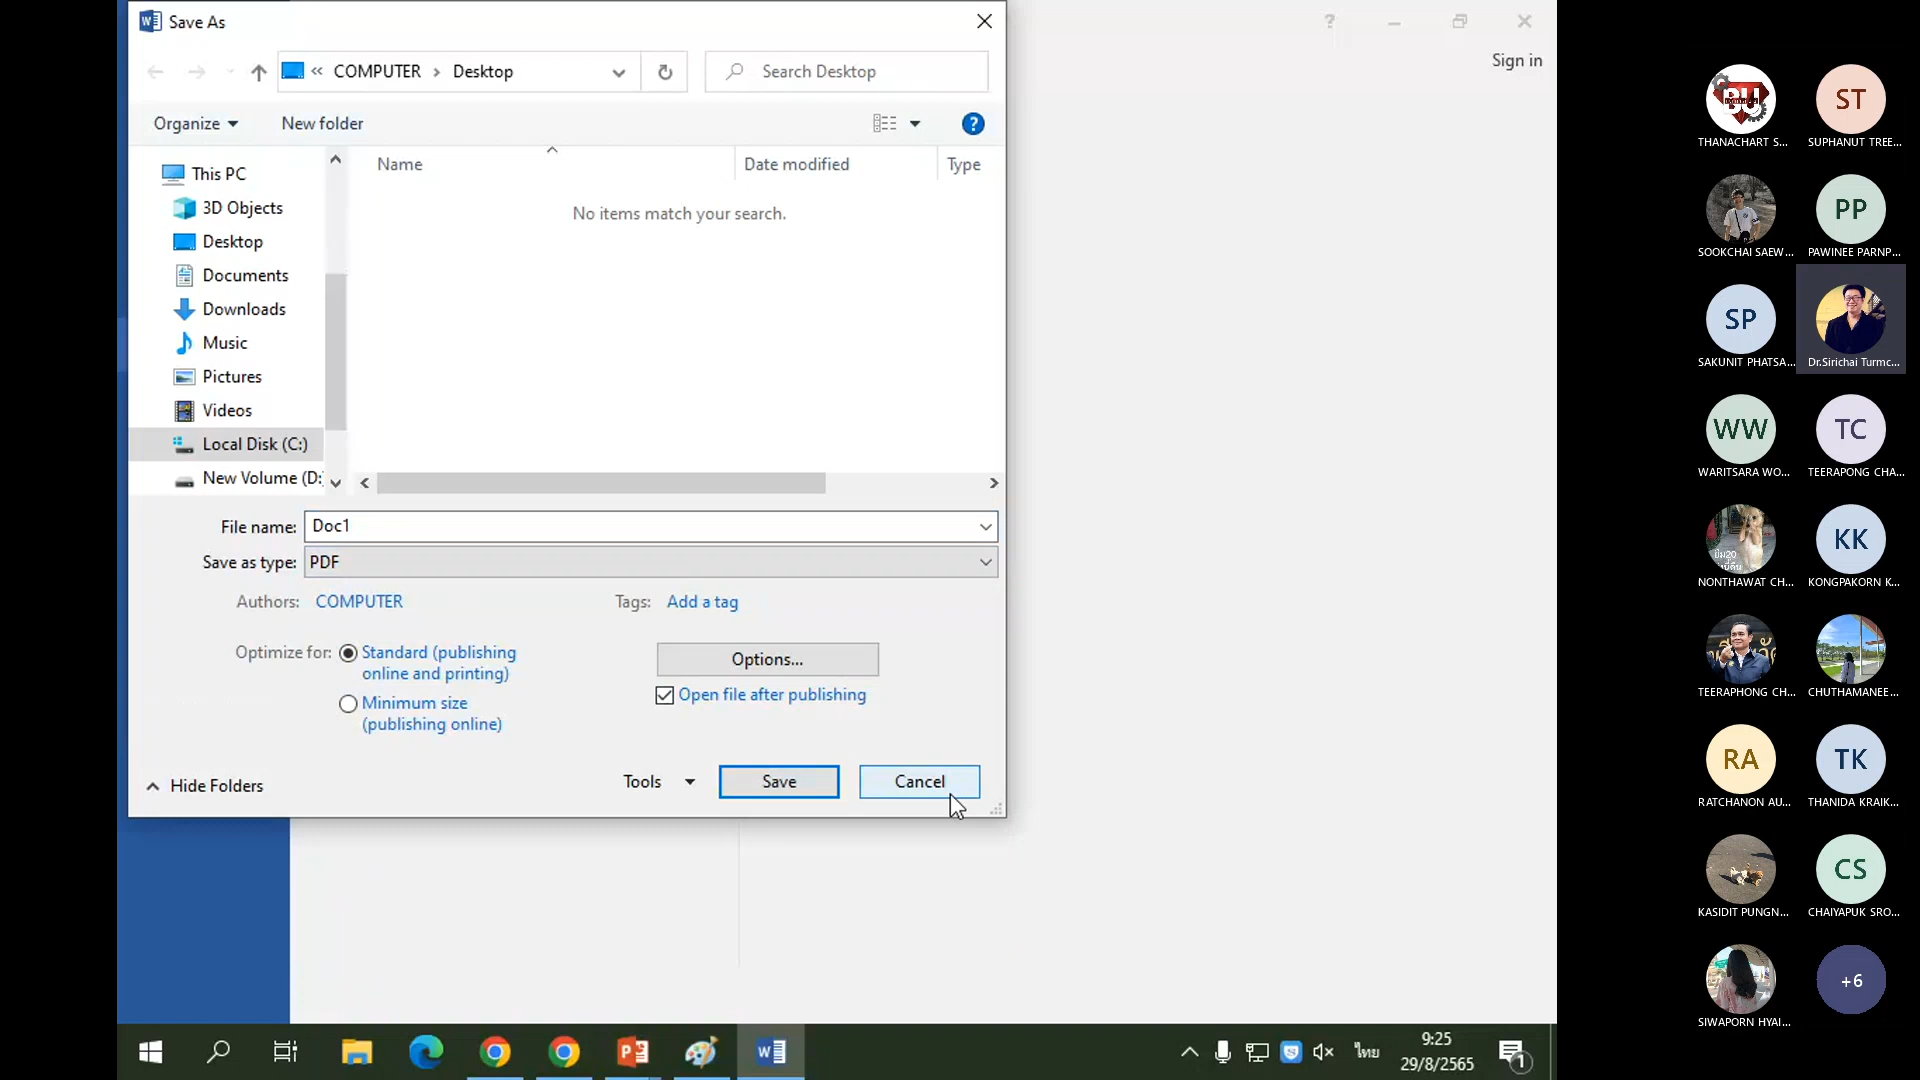 Save As
?
Sign in
« COMPUTER › Desktop
Search Desktop
Organize
New folder
?
This PC
3D Objects
Desktop
Documents
Downloads
Music
Pictures
Videos
Local Disk (C:)
New Volume (D:
Name
Date modified
Type
No items match your search.
File name: Doc1
Save as type: PDF
Authors: COMPUTER
Tags: Add a tag
Optimize for: Standard (publishing
online and printing)
Minimum size
(publishing online)
Options...
Open file after publishing
Hide Folders
Tools
Save
Cancel
ไทย
9:25
29/8/2565
1
BU
THANACHART S...
ST
SUPHANUT TREE...
SOOKCHAI SAEW...
PP
PAWINEE PARNP...
SP
SAKUNIT PHATSA...
Dr.Sirichai Turmc...
WW
WARITSARA WO...
TC
TEERAPONG CHA...
NONTHAWAT CH...
KK
KONGPAKORN K...
TEERAPHONG CH...
CHUTHAMANEE...
RA
RATCHANON AU...
TK
THANIDA KRAIK...
KASIDIT PUNGN...
CS
CHAIYAPUK SRO...
SIWAPORN HYAI...
+6